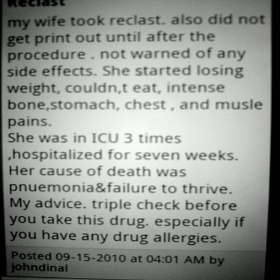 Reclast
my wife took reclast. also did not
get print out until after the
procedure . not warned of any
side effects. She started losing
weight, couldn,t eat, intense
bone,stomach, chest , and musle
pains.
She was in ICU 3 times
,hospitalized for seven weeks.
Her cause of death was
pnuemonia&failure to thrive.
My advice. triple check before
you take this drug. especially if
you have any drug allergies.
Posted 09-15-2010 at 04:01 AM by
johndinal